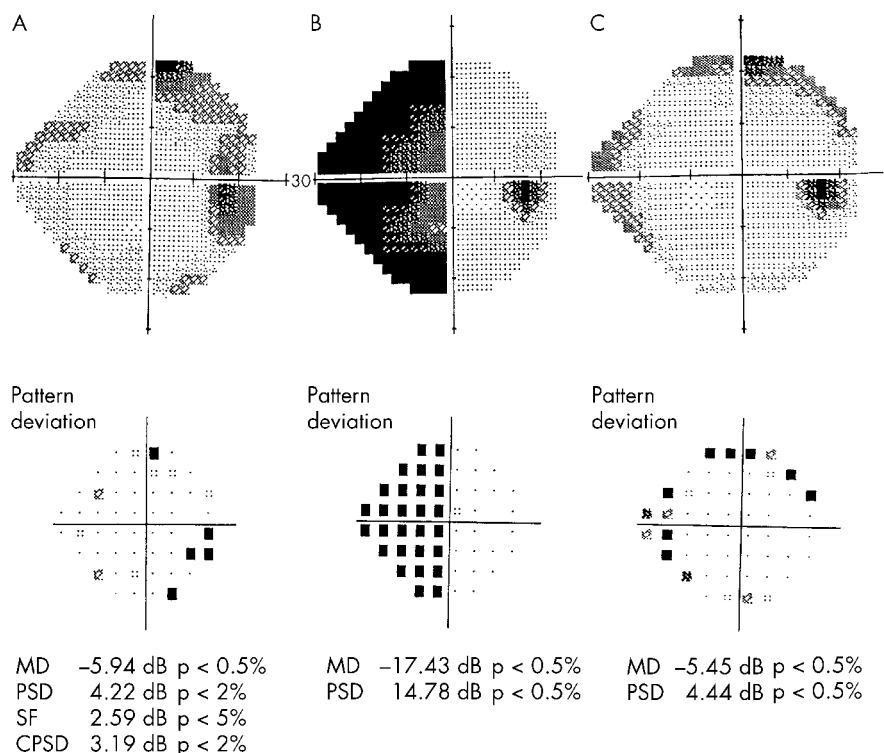 A
B
C
30
Pattern
deviation
Pattern
deviation
Pattern
deviation
MD –5.94 dB p < 0.5%
PSD 4.22 dB p < 2%
SF 2.59 dB p < 5%
CPSD 3.19 dB p < 2%
MD –17.43 dB p < 0.5%
PSD 14.78 dB p < 0.5%
MD –5.45 dB p < 0.5%
PSD 4.44 dB p < 0.5%